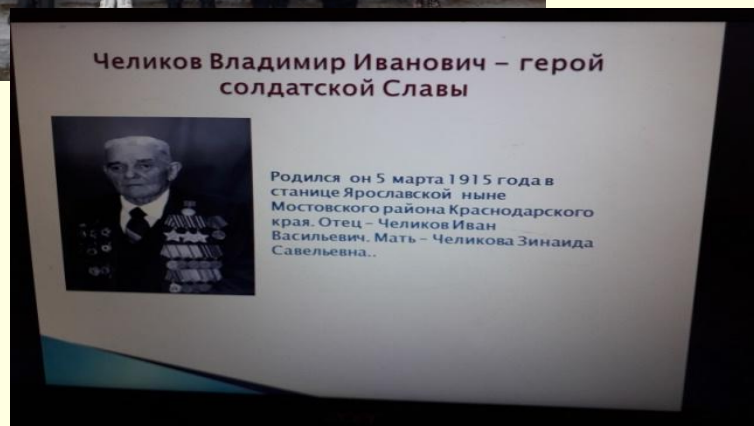 Челиков Владимир Иванович – герой
солдатской Славы
Родился он 5 марта 1915 года в
станице Ярославской ныне
Мостовского района Краснодарского
края. Отец – Челиков Иван
Васильевич. Мать – Челикова Зинаида
Савельевна..